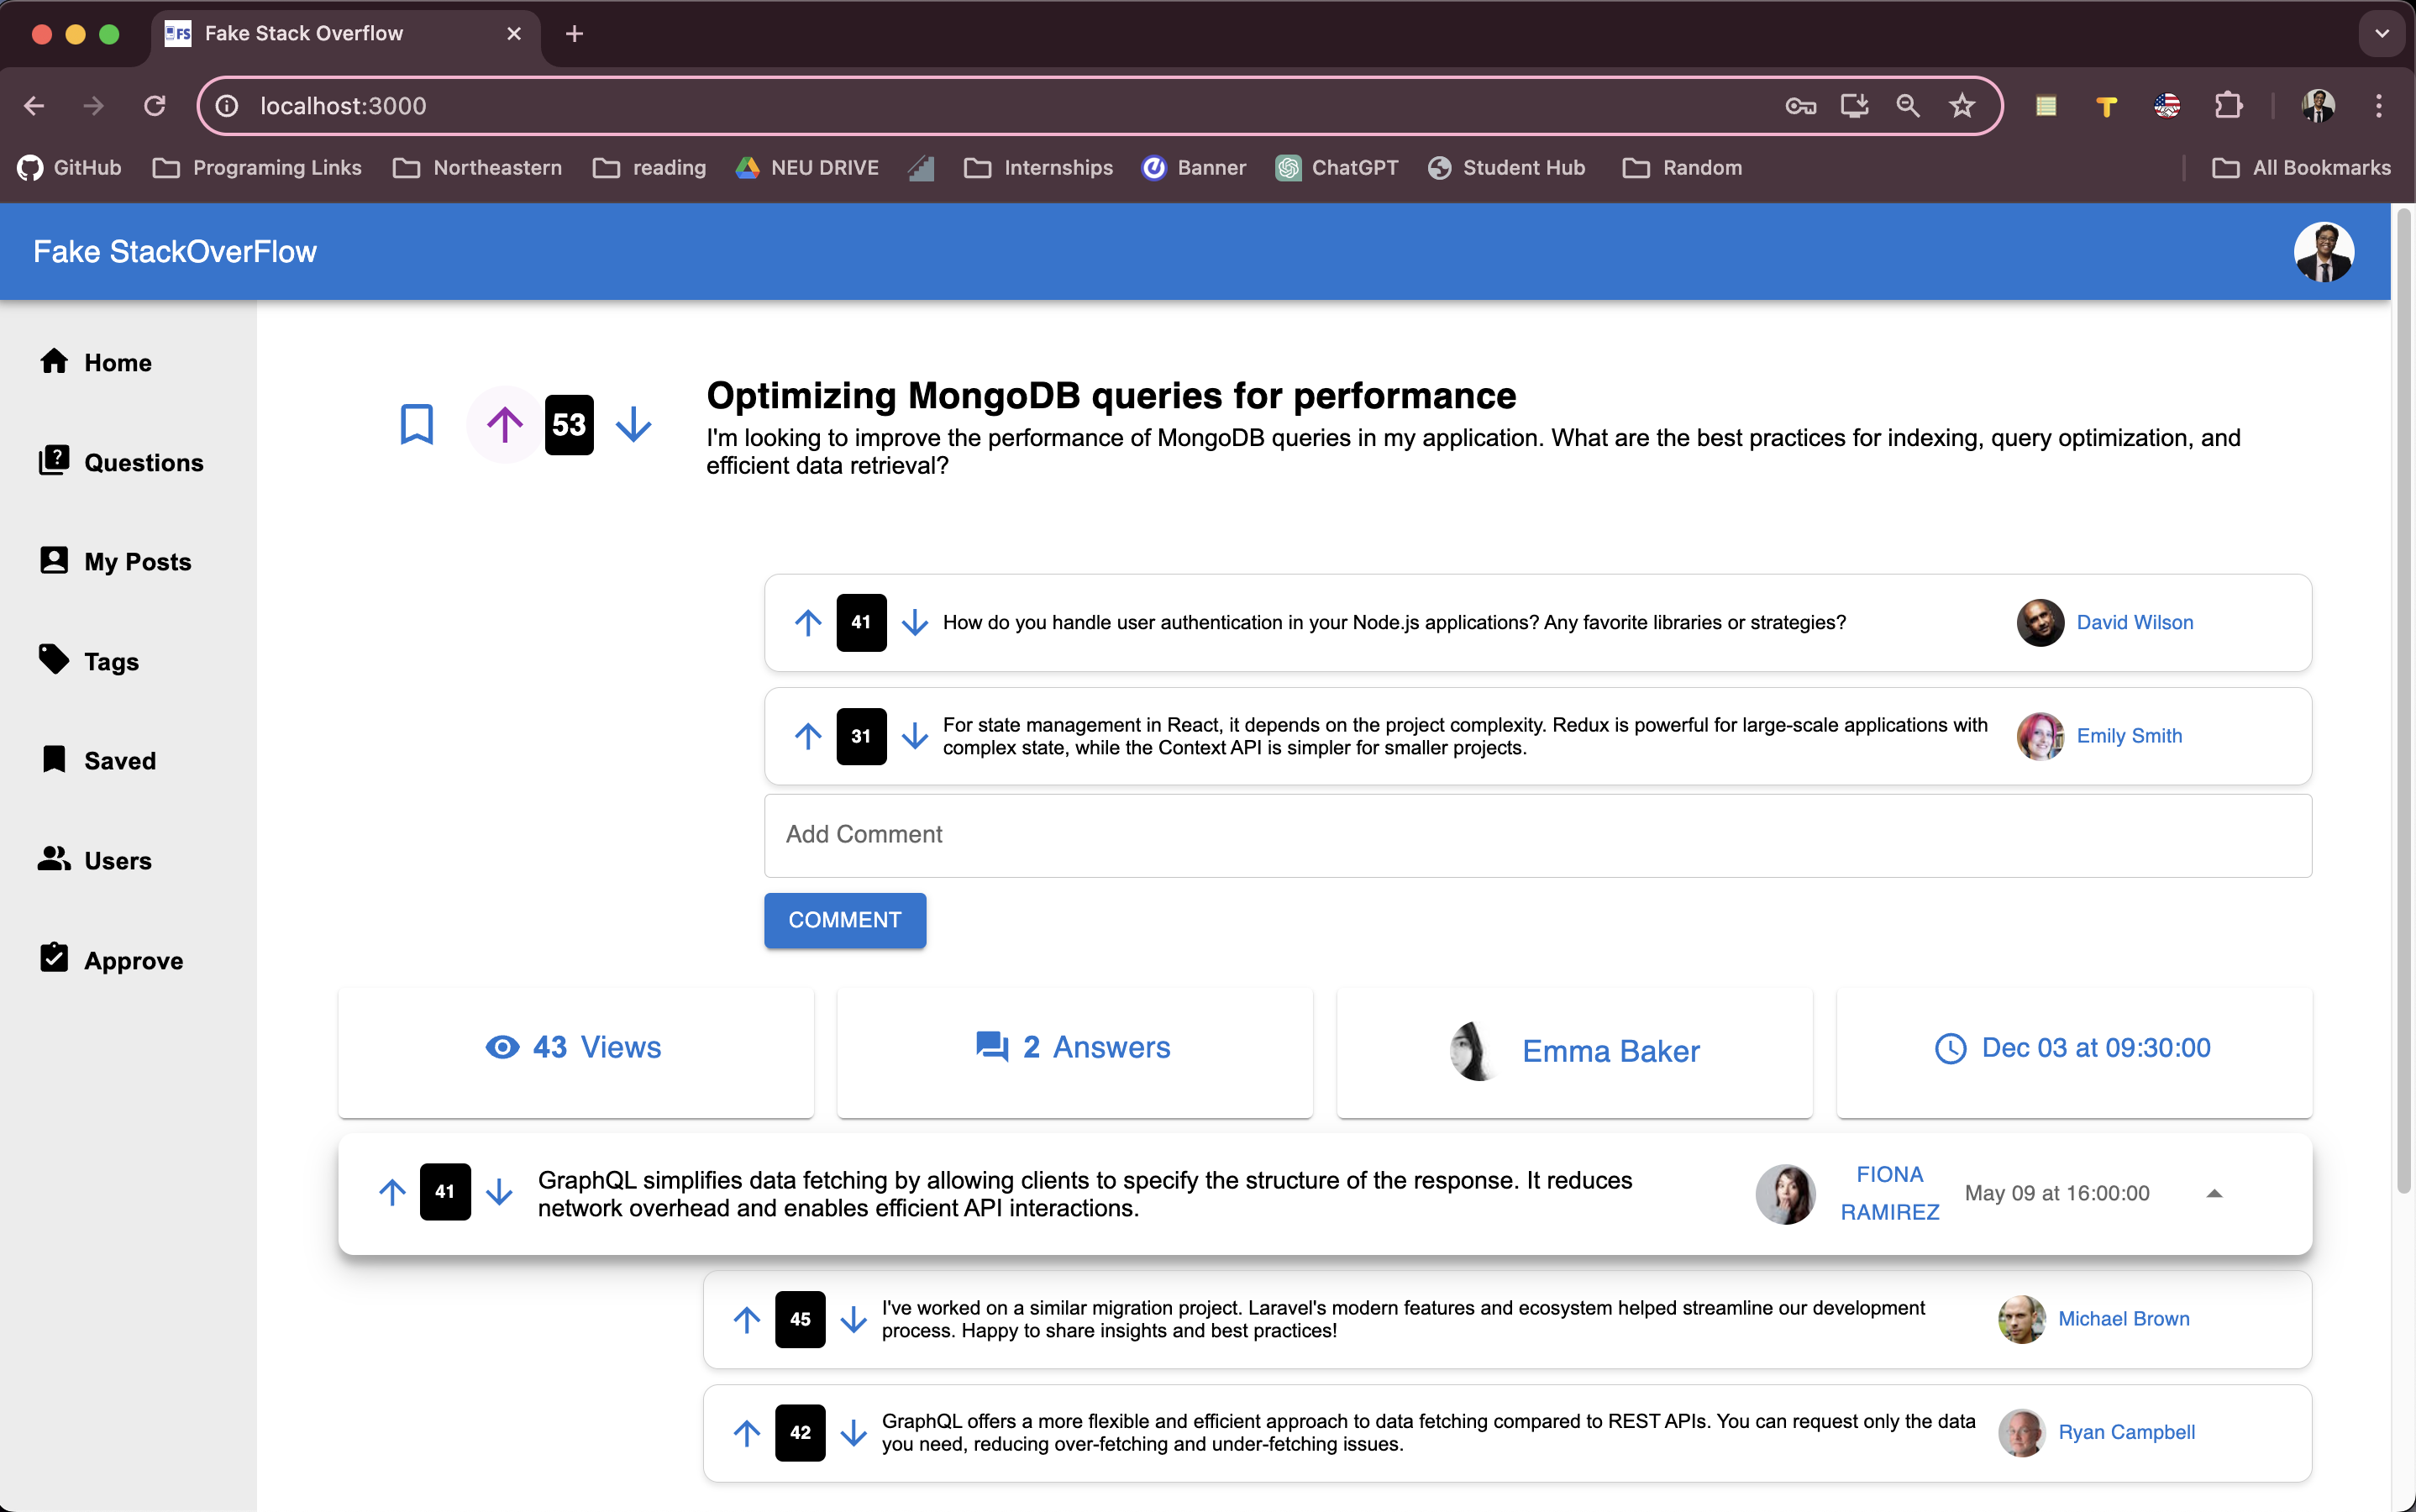 FS Fake Stack Overflow
localhost:3000
GitHub Programing Links Northeastern reading NEU DRIVE Internships Banner ChatGPT Student Hub Random All Bookmarks
Fake StackOverFlow
Home
Questions
My Posts
Tags
Saved
Users
Approve
53
Optimizing MongoDB queries for performance
I'm looking to improve the performance of MongoDB queries in my application. What are the best practices for indexing, query optimization, and
efficient data retrieval?
41 How do you handle user authentication in your Node.js applications? Any favorite libraries or strategies? David Wilson
31 For state management in React, it depends on the project complexity. Redux is powerful for large-scale applications with
complex state, while the Context API is simpler for smaller projects.
Emily Smith
Add Comment
COMMENT
43 Views
2 Answers
Emma Baker
Dec 03 at 09:30:00
41 GraphQL simplifies data fetching by allowing clients to specify the structure of the response. It reduces
network overhead and enables efficient API interactions.
FIONA
RAMIREZ
May 09 at 16:00:00
45 I've worked on a similar migration project. Laravel's modern features and ecosystem helped streamline our development
process. Happy to share insights and best practices!
Michael Brown
42 GraphQL offers a more flexible and efficient approach to data fetching compared to REST APIs. You can request only the data
you need, reducing over-fetching and under-fetching issues.
Ryan Campbell